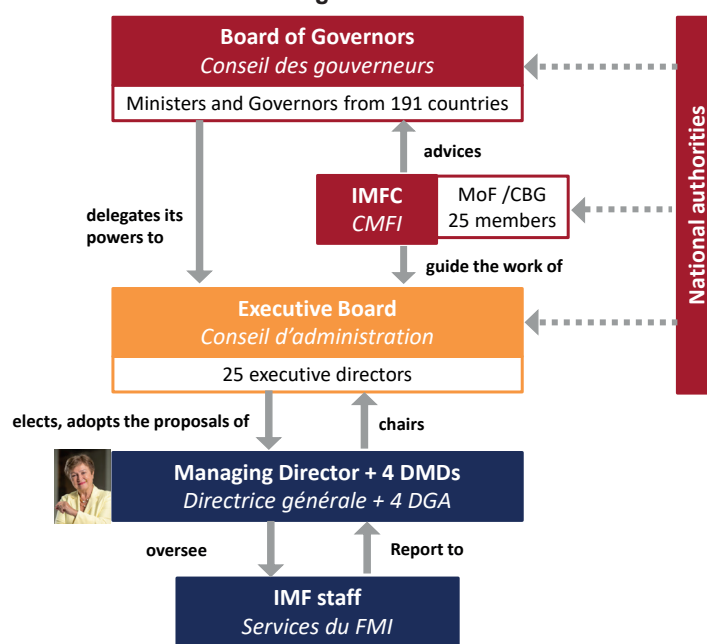 Board of Governors
Conseil des gouverneurs
Ministers and Governors from 191 countries
advices
IMFC
CMFI
MoF /CBG
25 members
delegates its
powers to
guide the work of
National authorities
Executive Board
Conseil d'administration
25 executive directors
elects, adopts the proposals of
chairs
Managing Director + 4 DMDs
Directrice générale + 4 DGA
oversee
Report to
IMF staff
Services du FMI